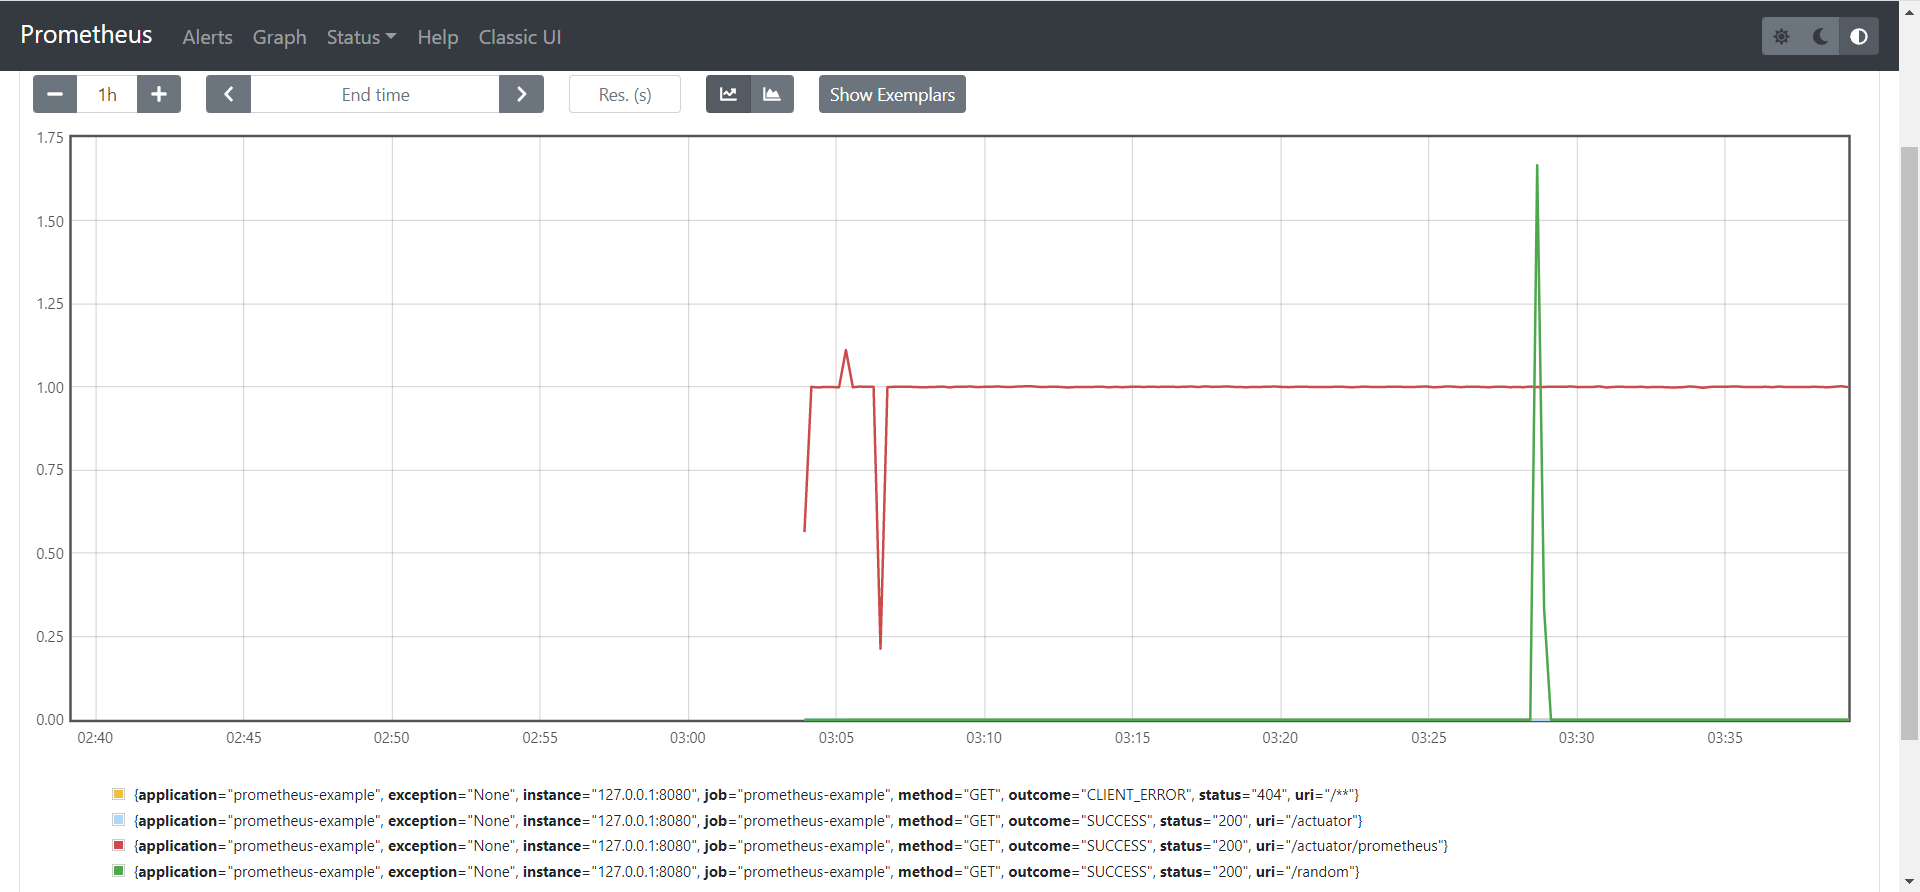 Prometheus Alerts Graph Status Help Classic UI
1h End time Res. (s) Show Exemplars
1.75
1.50
1.25
1.00
0.75
0.50
0.25
0.00
02:40 02:45 02:50 02:55 03:00 03:05 03:10 03:15 03:20 03:25 03:30 03:35
{application="prometheus-example", exception="None", instance="127.0.0.1:8080", job="prometheus-example", method="GET", outcome="CLIENT_ERROR", status="404", uri="/**"}
{application="prometheus-example", exception="None", instance="127.0.0.1:8080", job="prometheus-example", method="GET", outcome="SUCCESS", status="200", uri="/actuator"}
{application="prometheus-example", exception="None", instance="127.0.0.1:8080", job="prometheus-example", method="GET", outcome="SUCCESS", status="200", uri="/actuator/prometheus"}
{application="prometheus-example", exception="None", instance="127.0.0.1:8080", job="prometheus-example", method="GET", outcome="SUCCESS", status="200", uri="/random"}